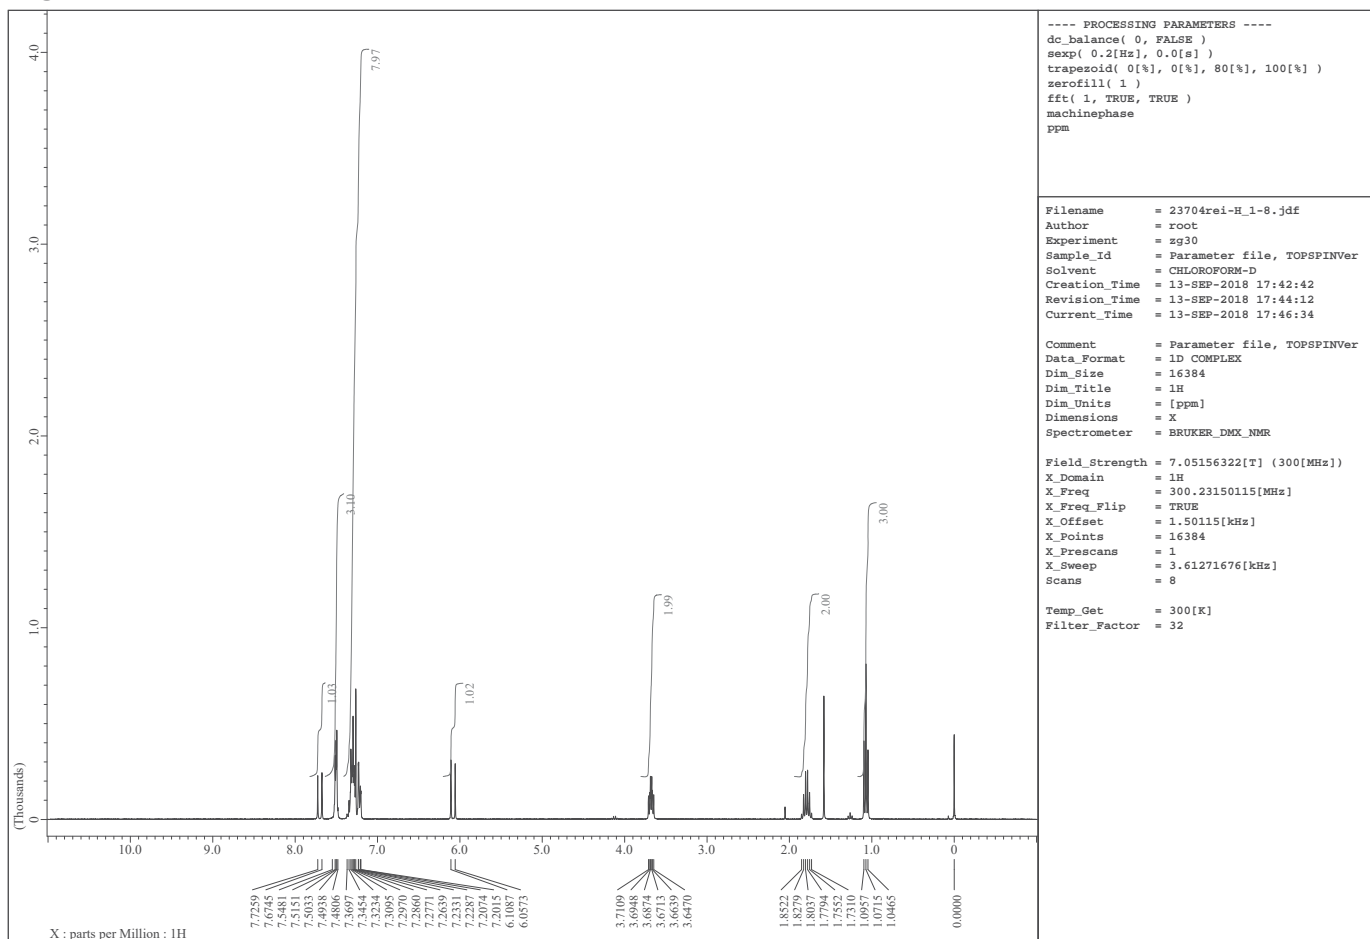 ---- PROCESSING PARAMETERS ----
dc_balance( 0, FALSE )
sexp( 0.2[Hz], 0.0[s] )
trapezoid( 0[%], 0[%], 80[%], 100[%] )
zerofill( 1 )
fft( 1, TRUE, TRUE )
machinephase
ppm
Filename = 23704rei-H_1-8.jdf
Author = root
Experiment = zg30
Sample_Id = Parameter file, TOPSPINVer
Solvent = CHLOROFORM-D
Creation_Time = 13-SEP-2018 17:42:42
Revision_Time = 13-SEP-2018 17:44:12
Current_Time = 13-SEP-2018 17:46:34
Comment = Parameter file, TOPSPINVer
Data_Format = 1D COMPLEX
Dim_Size = 16384
Dim_Title = 1H
Dim_Units = [ppm]
Dimensions = X
Spectrometer = BRUKER_DMX_NMR
Field_Strength = 7.05156322[T] (300[MHz])
X_Domain = 1H
X_Freq = 300.23150115[MHz]
X_Freq_Flip = TRUE
X_Offset = 1.50115[kHz]
X_Points = 16384
X_Prescans = 1
X_Sweep = 3.61271676[kHz]
Scans = 8
Temp_Get = 300[K]
Filter_Factor = 32
4.0
3.0
2.0
1.0
0
(Thousands)
1.03
3.10
7.97
1.02
1.99
2.00
3.00
10.0 9.0 8.0 7.0 6.0 5.0 4.0 3.0 2.0 1.0 0
7.7259
7.6745
7.5481
7.5151
7.5033
7.4938
7.4806
7.3697
7.3454
7.3234
7.3095
7.2970
7.2860
7.2771
7.2639
7.2331
7.2287
7.2074
7.2015
6.1087
6.0573
3.7109
3.6948
3.6874
3.6713
3.6639
3.6470
1.8522
1.8279
1.8037
1.7794
1.7552
1.7310
1.0957
1.0715
1.0465
0.0000
X : parts per Million : 1H